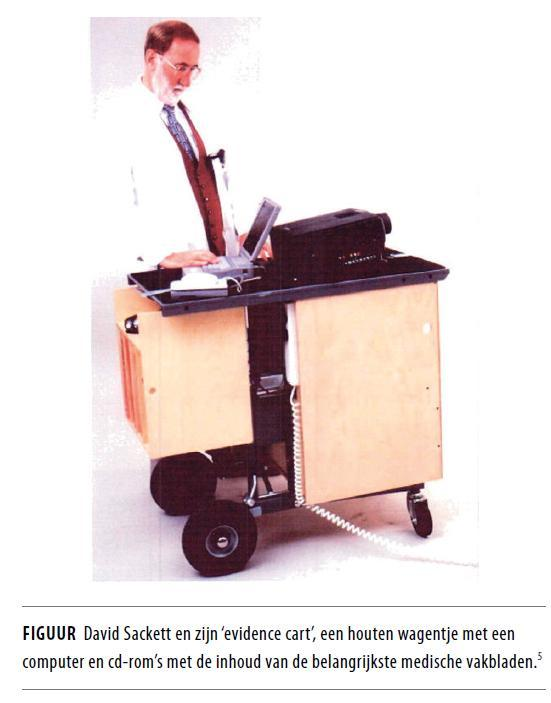 FIGUUR David Sackett en zijn ‘evidence cart’, een houten wagentje met een
computer en cd-rom’s met de inhoud van de belangrijkste medische vakbladen.5